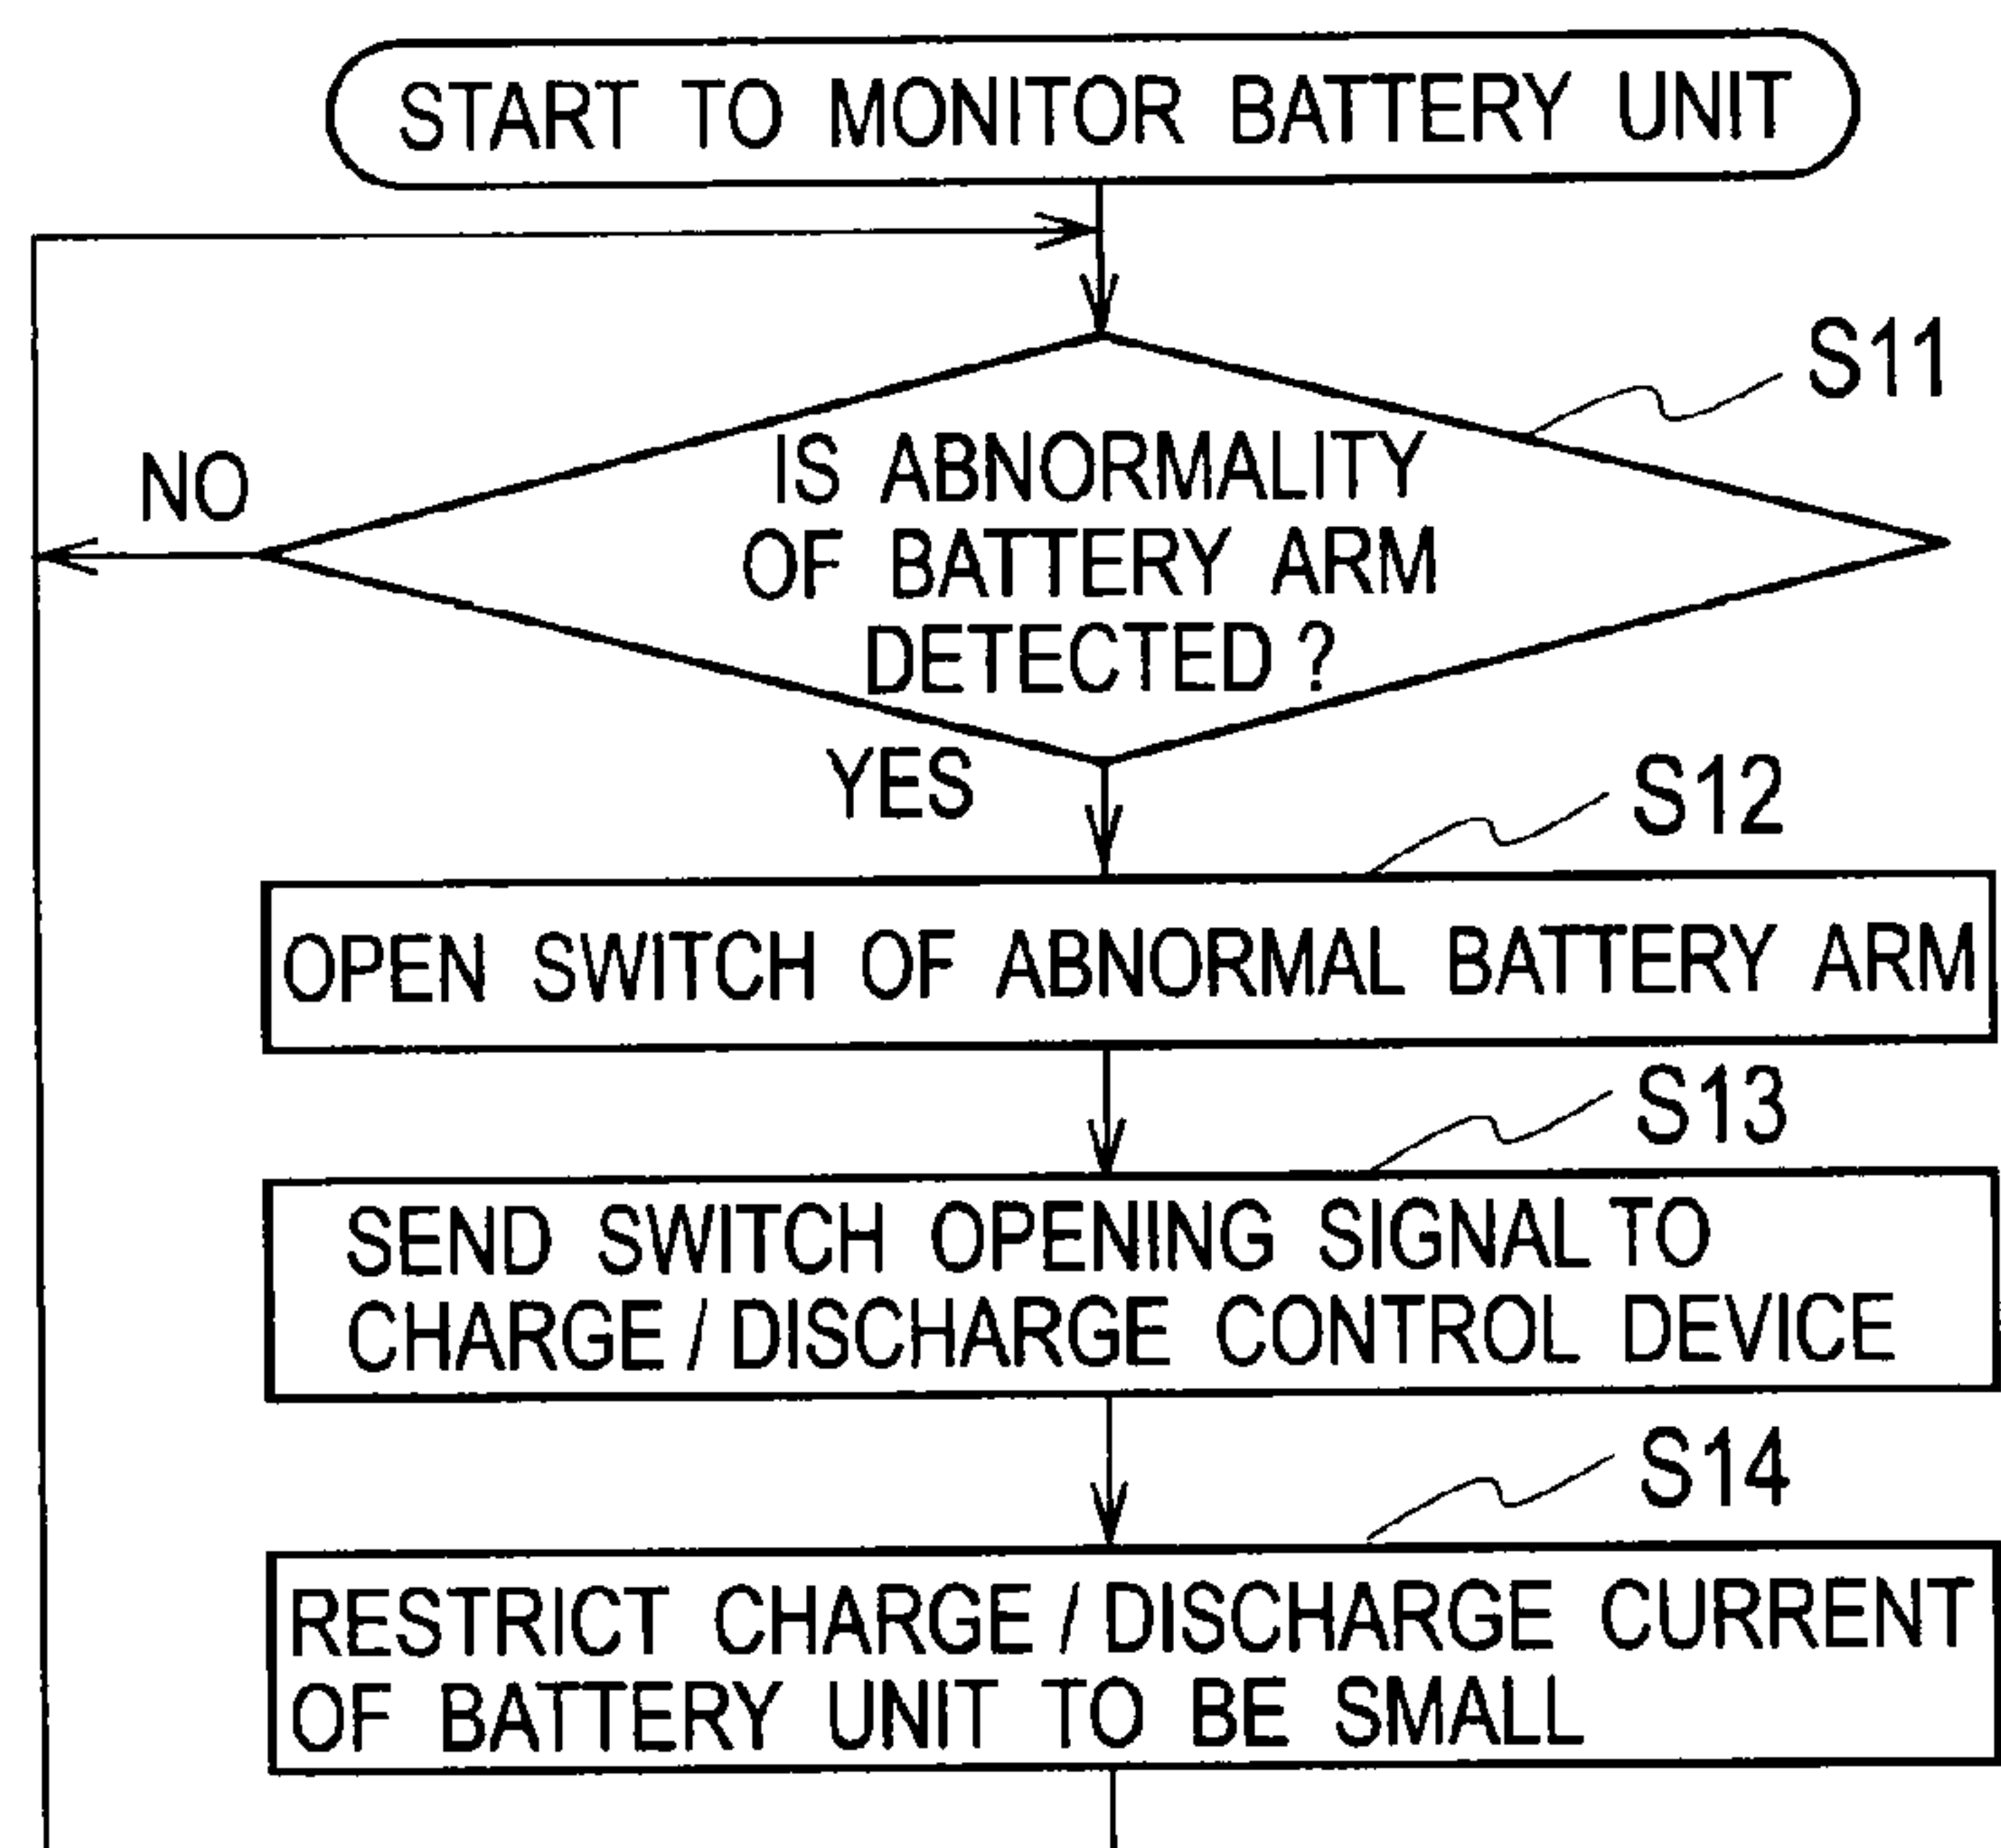 START TO MONITOR BATTERY UNIT
S11
IS ABNORMALITY
OF BATTERY ARM
DETECTED ?
NO
YES
S12
OPEN SWITCH OF ABNORMAL BATTERY ARM
S13
SEND SWITCH OPENING SIGNAL TO
CHARGE / DISCHARGE CONTROL DEVICE
S14
RESTRICT CHARGE / DISCHARGE CURRENT
OF BATTERY UNIT TO BE SMALL